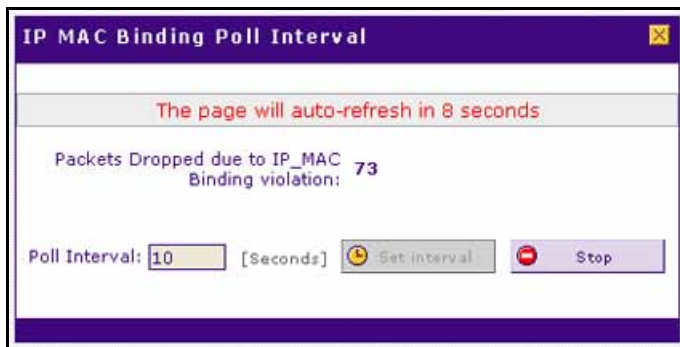 IP MAC Binding Poll Interval
The page will auto-refresh in 8 seconds
Packets Dropped due to IP_MAC
Binding violation: 73
Poll Interval: 10 [Seconds] Set interval Stop